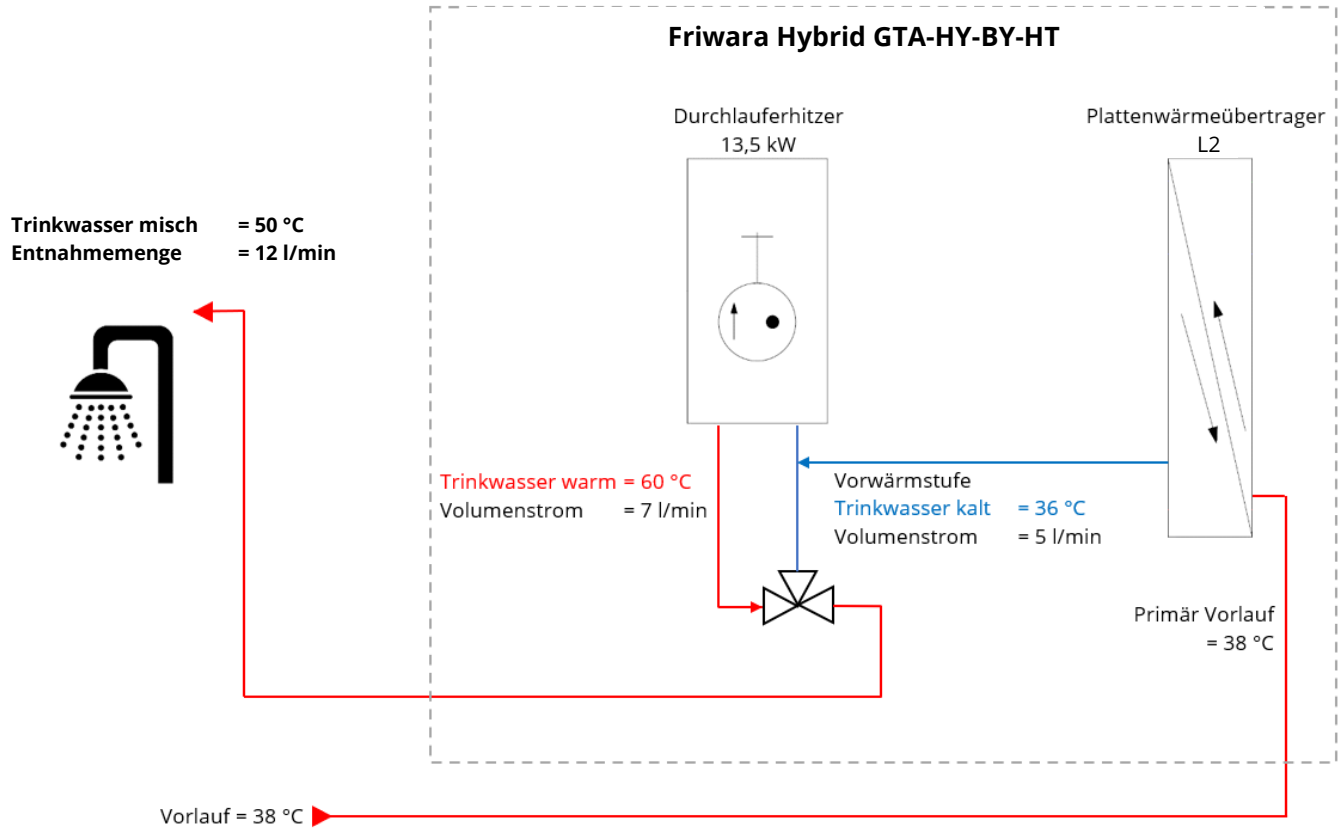 Friwara Hybrid GTA-HY-BY-HT
Durchlauferhitzer
13,5 kW
Plattenwärmeübertrager
L2
Trinkwasser misch = 50 °C
Entnahmemenge = 12 l/min
Trinkwasser warm = 60 °C
Volumenstrom = 7 l/min
Vorwärmstufe
Trinkwasser kalt = 36 °C
Volumenstrom = 5 l/min
Primär Vorlauf
= 38 °C
Vorlauf = 38 °C